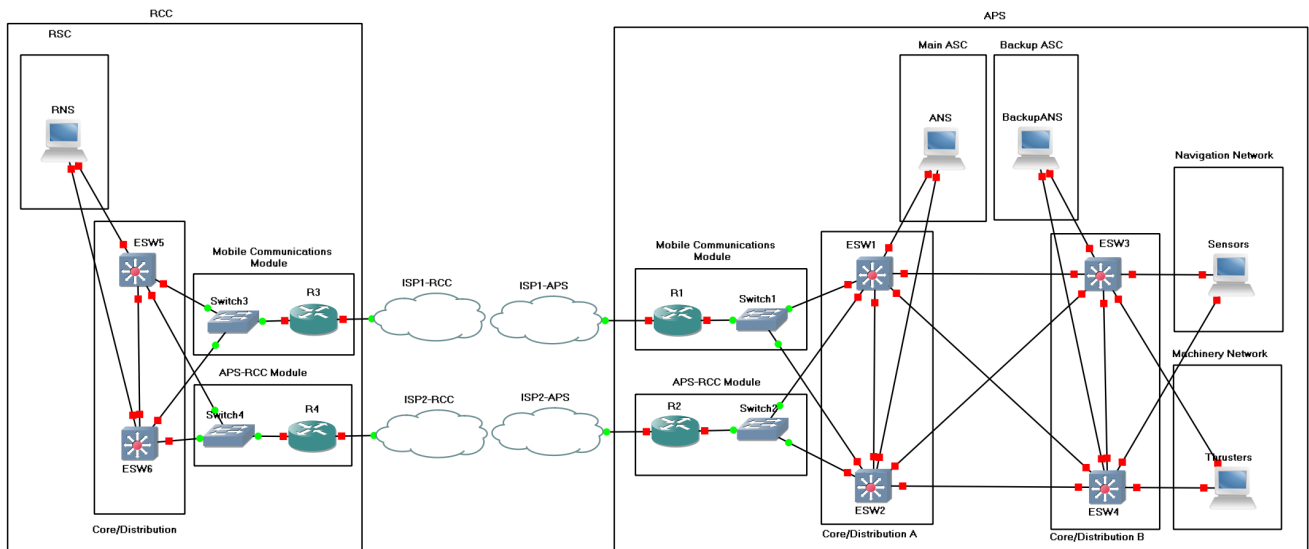 RCC
APS
RSC
Main ASC
Backup ASC
RNS
ANS
BackupANS
Navigation Network
ESW5
Mobile Communications
Module
Mobile Communications
Module
ESW1
ESW3
Sensors
Switch3
R3
ISP1-RCC
ISP1-APS
R1
Switch1
APS-RCC Module
APS-RCC Module
Machinery Network
Switch4
R4
ISP2-RCC
ISP2-APS
R2
Switch2
Thrusters
ESW6
ESW2
ESW4
Core/Distribution
Core/Distribution A
Core/Distribution B